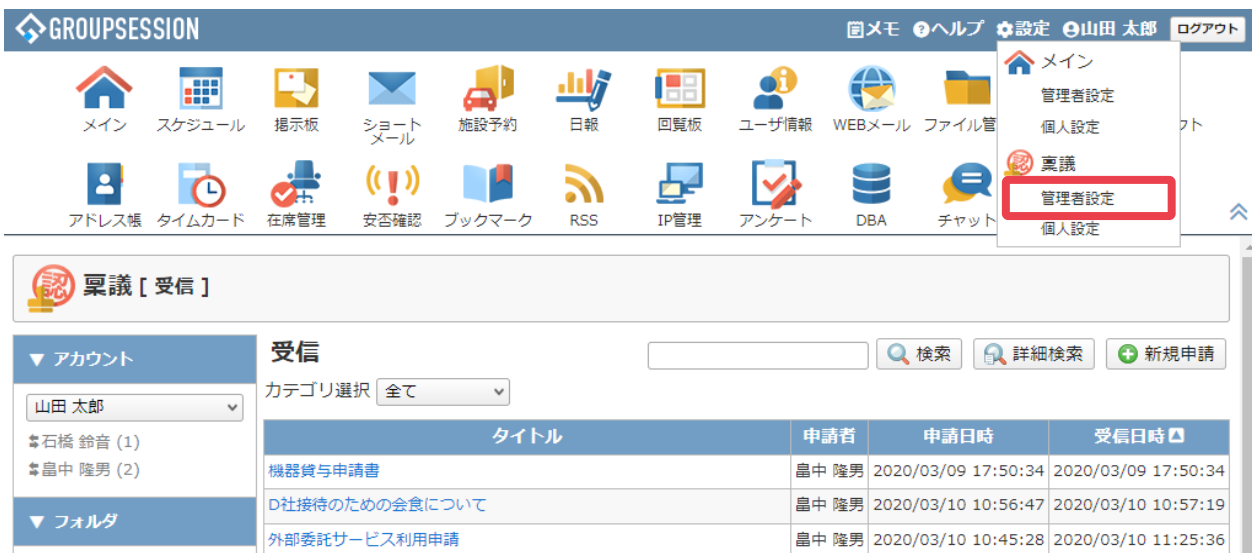 GROUPSESSION
メモ ヘルプ 設定 山田 太郎 ログアウト
メイン
管理者設定
個人設定
稟議
管理者設定
個人設定
メイン スケジュール 掲示板 ショート 施設予約 日報 回覧板 ユーザ情報 WEBメール ファイル管
メール
アドレス帳 タイムカード 在席管理 安否確認 ブックマーク RSS IP管理 アンケート DBA チャット
稟議 [ 受信 ]
▼ アカウント
山田 太郎
石橋 鈴音 (1)
畠中 隆男 (2)
▼ フォルダ
受信
検索 詳細検索 新規申請
カテゴリ選択 全て
タイトル 申請者 申請日時 受信日時
機器貸与申請書 畠中 隆男 2020/03/09 17:50:34 2020/03/09 17:50:34
D社接待のための会食について 畠中 隆男 2020/03/10 10:56:47 2020/03/10 10:57:19
外部委託サービス利用申請 畠中 隆男 2020/03/10 10:45:28 2020/03/10 11:25:36